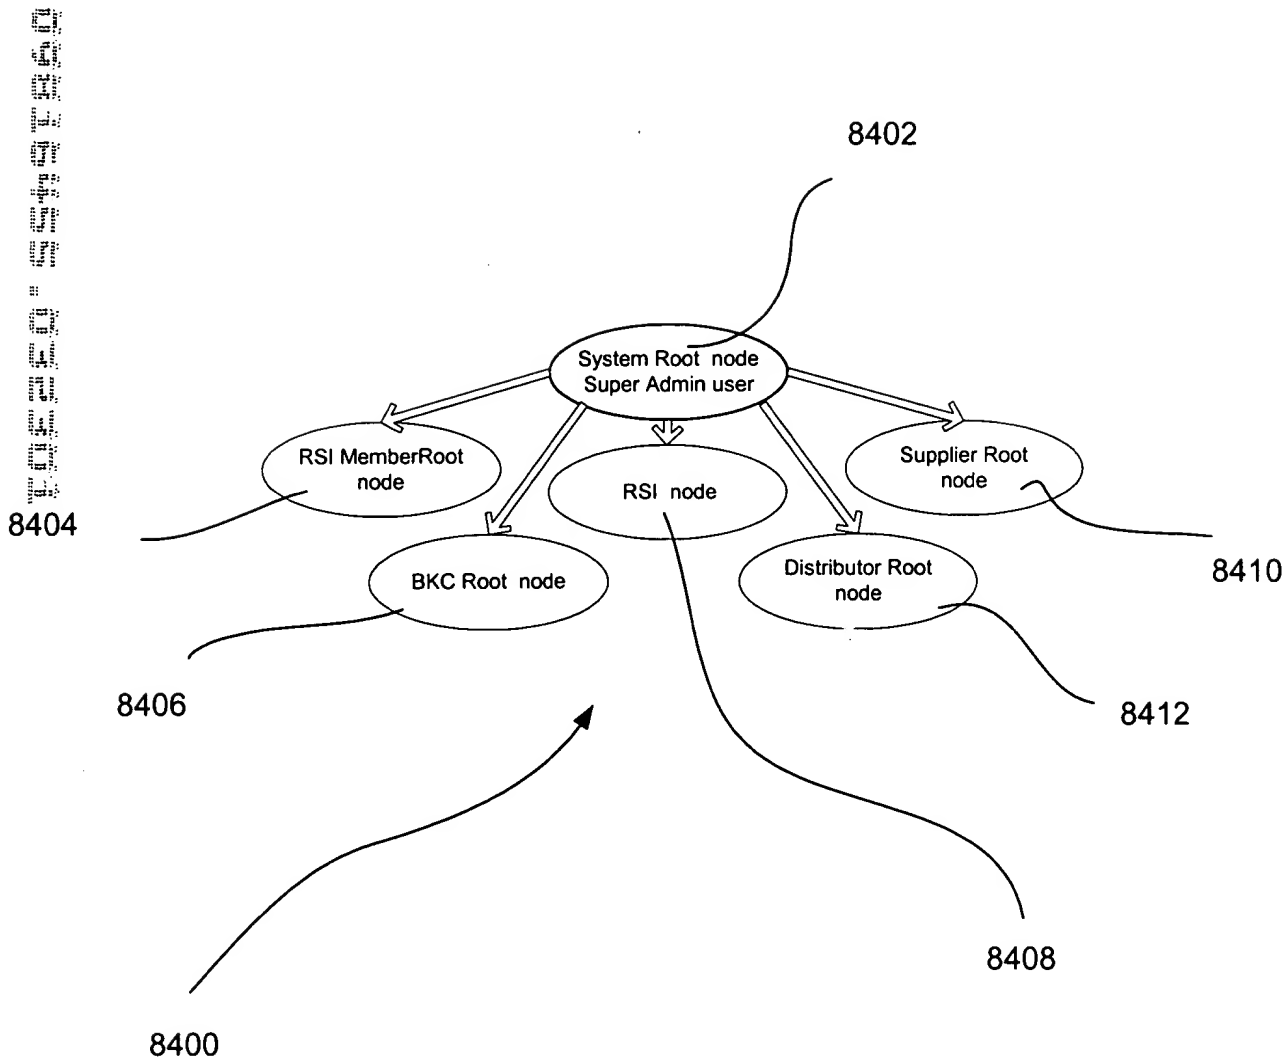 8402
System Root node
Super Admin user
RSI MemberRoot
node
Supplier Root
node
RSI node
8404
BKC Root node
Distributor Root
node
8410
8406
8412
8408
8400